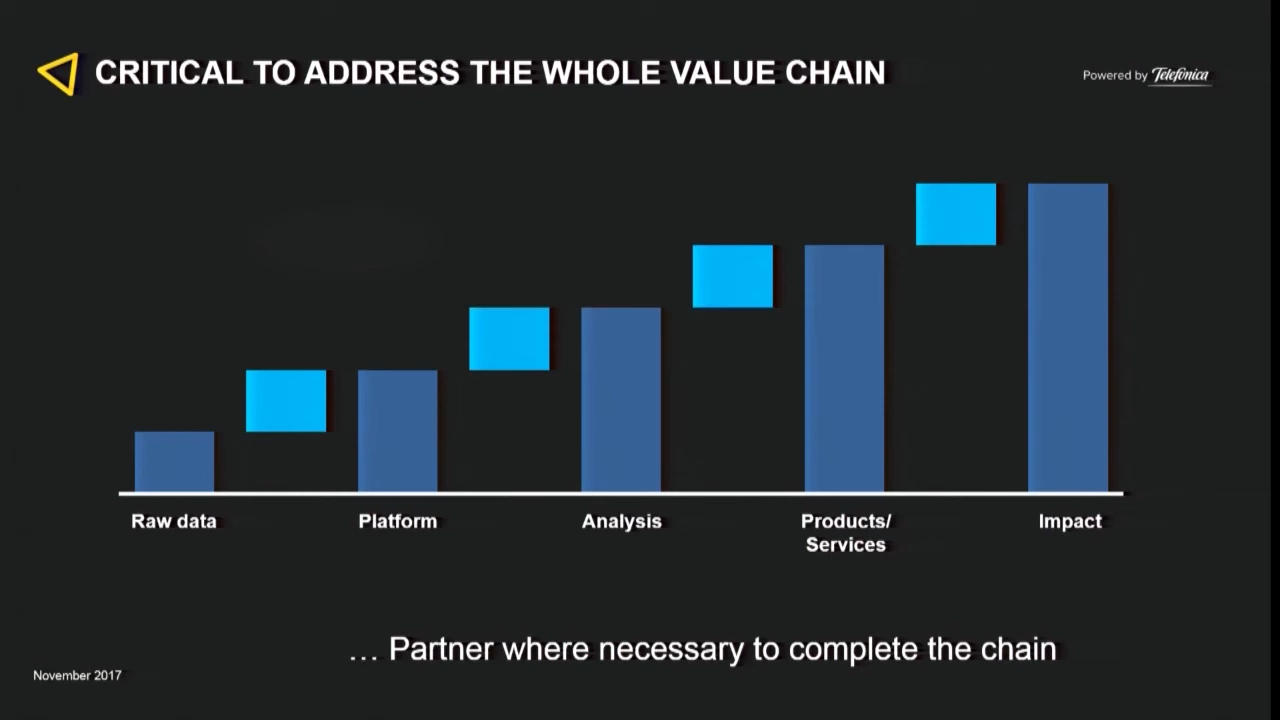 CRITICAL TO ADDRESS THE WHOLE VALUE CHAIN
Powered by Telefónica
Raw data
Platform
Analysis
Products/
Services
Impact
... Partner where necessary to complete the chain
November 2017